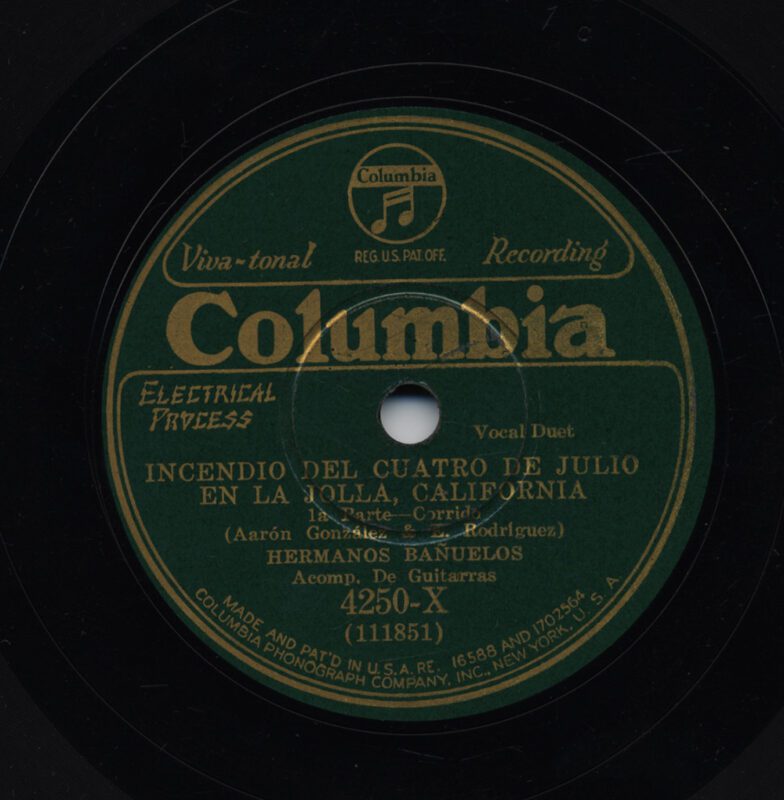 Columbia
REG. U.S. PAT. OFF.
Viva-tonal Recording
Columbia
ELECTRICAL
PROCESS
Vocal Duet
INCENDIO DEL CUATRO DE JULIO
EN LA JOLLA, CALIFORNIA
1a Parte—Corrido
(Aarón González & E. Rodríguez)
HERMANOS BAÑUELOS
Acomp. De Guitarras
4250-X
(111851)
MADE AND PAT'D IN U.S.A. RE. 16588 AND 1702564
COLUMBIA PHONOGRAPH COMPANY, INC., NEW YORK, U.S.A.